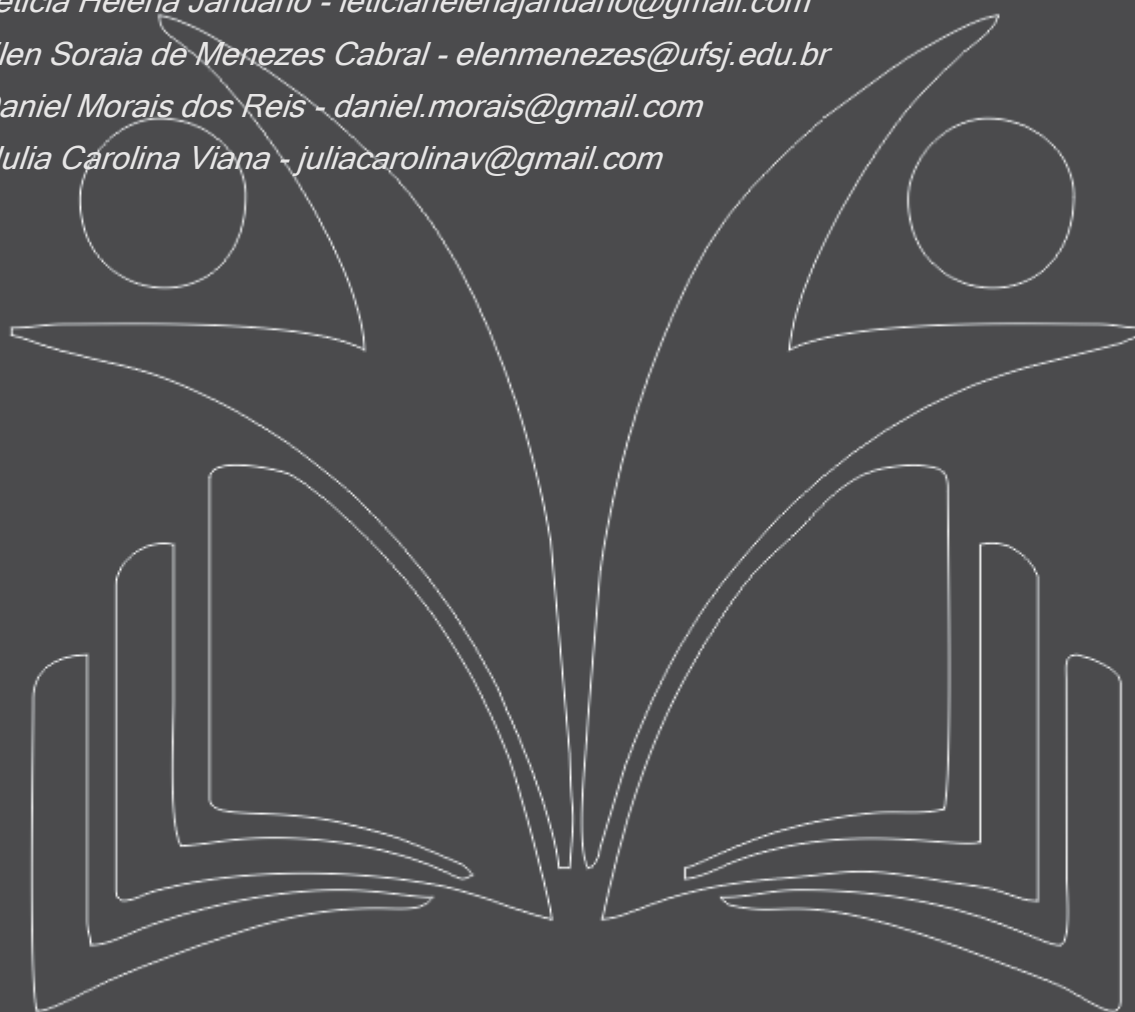 eticia Helena Januario - leticiahelenajanuario@gmail.com
len Soraia de Menezes Cabral - elenmenezes@ufsj.edu.br
aniel Morais dos Reis - daniel.morais@gmail.com
ulia Carolina Viana - juliacarolinav@gmail.com